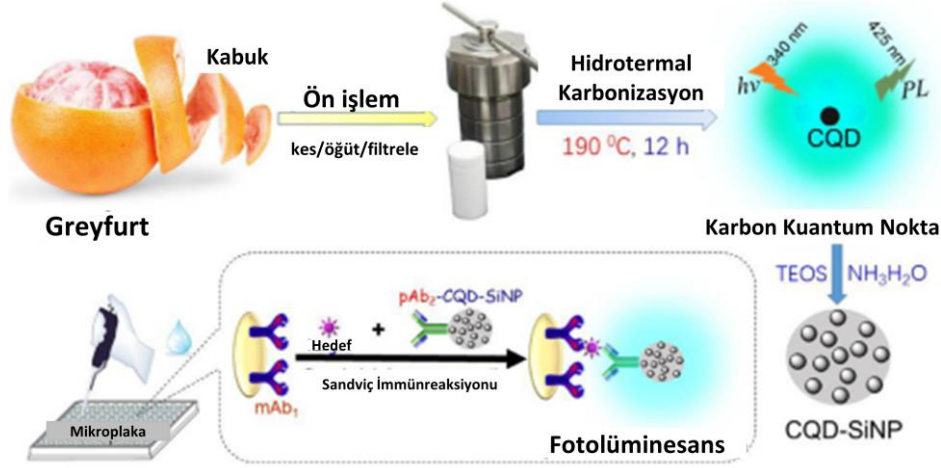 Kabuk
Greyfurt
Ön işlem
kes/öğüt/filtrele
Hidrotermal
Karbonizasyon
190 ⁰C, 12 h
340 nm
hv
425 nm
PL
CQD
Karbon Kuantum Nokta
TEOS NH₃H₂O
CQD-SiNP
Mikroplaka
mAb₁
Hedef
+
pAb₂-CQD-SiNP
Sandviç İmmünreaksiyonu
Fotolüminesans